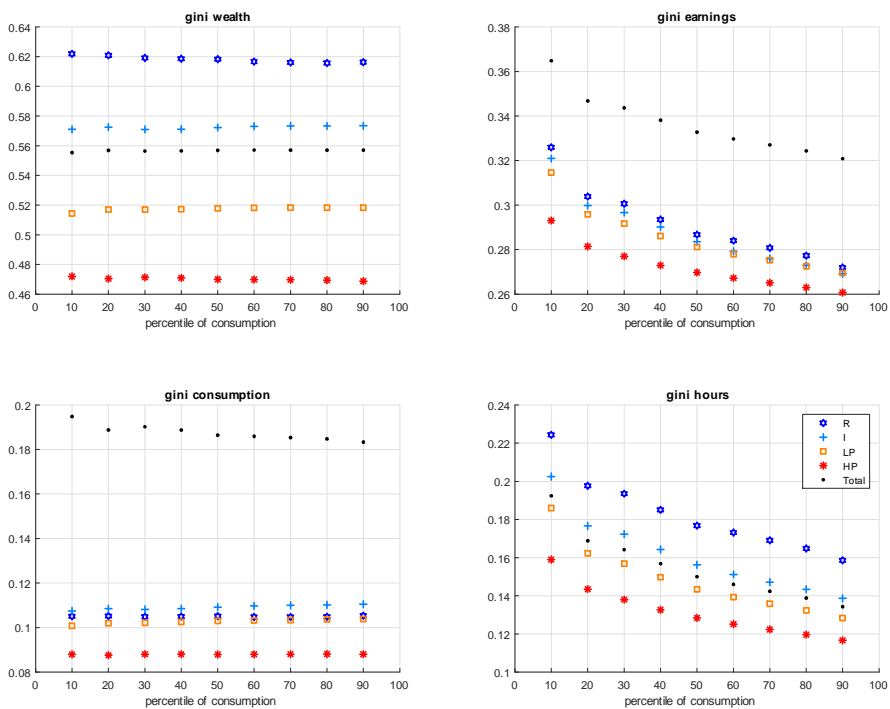 gini wealth
0.64
0.62
0.6
0.58
0.56
0.54
0.52
0.5
0.48
0.46
0 10 20 30 40 50 60 70 80 90 100
percentile of consumption
gini earnings
0.38
0.36
0.34
0.32
0.3
0.28
0.26
0 10 20 30 40 50 60 70 80 90 100
percentile of consumption
gini consumption
0.2
0.18
0.16
0.14
0.12
0.1
0.08
0 10 20 30 40 50 60 70 80 90 100
percentile of consumption
gini hours
0.24
0.22
0.2
0.18
0.16
0.14
0.12
0.1
R
I
LP
HP
Total
0 10 20 30 40 50 60 70 80 90 100
percentile of consumption